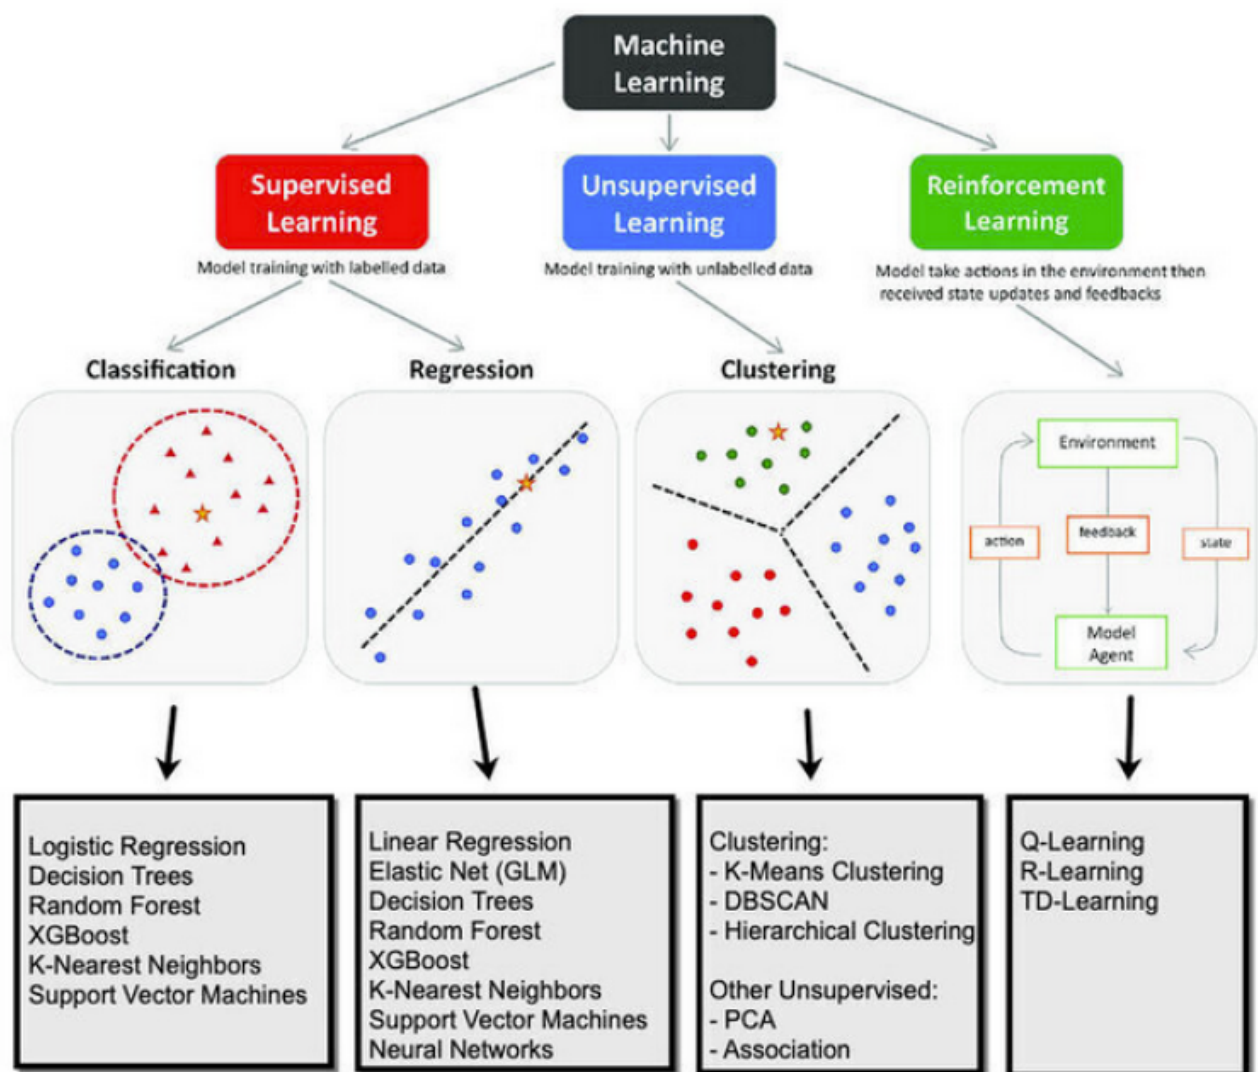 Machine
Learning
Supervised
Learning
Unsupervised
Learning
Reinforcement
Learning
Model training with labelled data
Model training with unlabelled data
Model take actions in the environment then
received state updates and feedbacks
Classification
Regression
Clustering
Environment
action
feedback
state
Model
Agent
Logistic Regression
Decision Trees
Random Forest
XGBoost
K-Nearest Neighbors
Support Vector Machines
Linear Regression
Elastic Net (GLM)
Decision Trees
Random Forest
XGBoost
K-Nearest Neighbors
Support Vector Machines
Neural Networks
Clustering:
- K-Means Clustering
- DBSCAN
- Hierarchical Clustering
Other Unsupervised:
- PCA
- Association
Q-Learning
R-Learning
TD-Learning